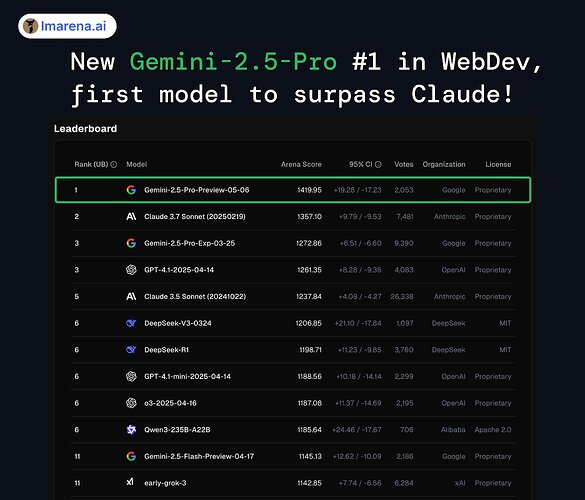 lmarena.ai
New Gemini-2.5-Pro #1 in WebDev,
first model to surpass Claude!
Leaderboard
Rank (UB) Model Arena Score 95% CI Votes Organization License
1 Gemini-2.5-Pro-Preview-05-06 1419.95 +19.28 / -17.23 2,053 Google Proprietary
2 Claude 3.7 Sonnet (20250219) 1357.10 +9.79 / -9.53 7,481 Anthropic Proprietary
3 Gemini-2.5-Pro-Exp-03-25 1272.86 +6.51 / -6.60 9,390 Google Proprietary
3 GPT-4.1-2025-04-14 1261.35 +8.28 / -9.36 4,083 OpenAI Proprietary
5 Claude 3.5 Sonnet (20241022) 1237.84 +4.08 / -4.27 26,338 Anthropic Proprietary
6 DeepSeek-V3-0324 1206.85 +21.10 / -17.84 1,097 DeepSeek MIT
6 DeepSeek-R1 1198.71 +11.23 / -9.85 3,760 DeepSeek MIT
6 GPT-4.1-mini-2025-04-14 1188.56 +10.18 / -14.14 2,299 OpenAI Proprietary
6 o3-2025-04-16 1187.08 +11.37 / -14.69 2,195 OpenAI Proprietary
6 Qwen3-235B-A22B 1185.64 +24.46 / -17.67 706 Alibaba Apache 2.0
11 Gemini-2.5-Flash-Preview-04-17 1145.13 +12.62 / -10.09 2,186 Google Proprietary
11 early-grok-3 1142.85 +7.74 / -6.56 6,284 xAI Proprietary